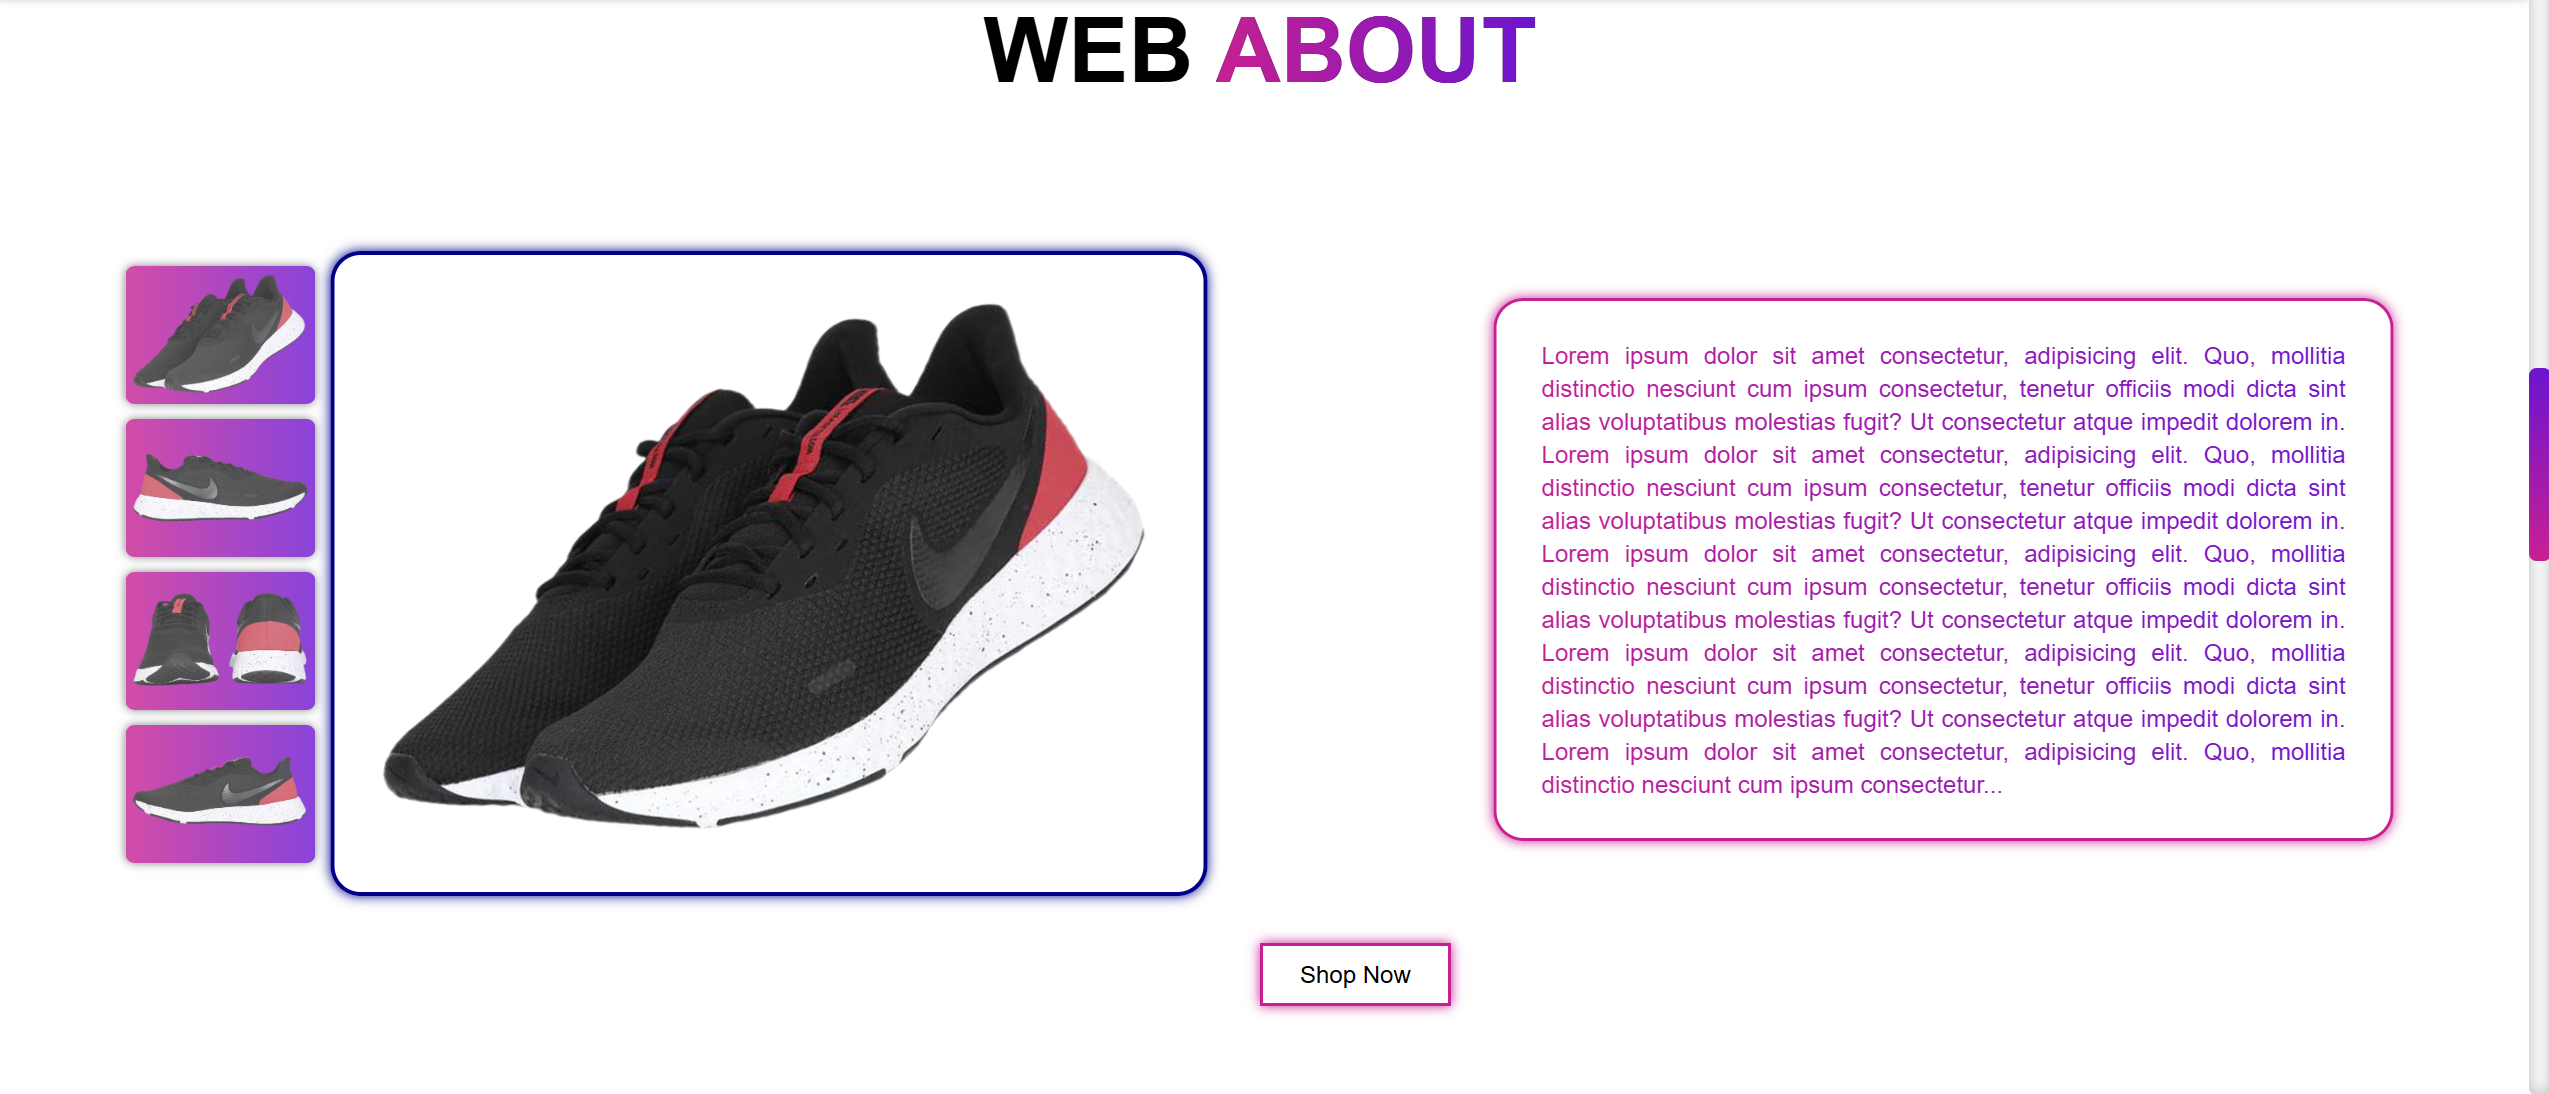 WEB ABOUT
Lorem ipsum dolor sit amet consectetur, adipisicing elit. Quo, mollitia
distinctio nesciunt cum ipsum consectetur, tenetur officiis modi dicta sint
alias voluptatibus molestias fugit? Ut consectetur atque impedit dolorem in.
Lorem ipsum dolor sit amet consectetur, adipisicing elit. Quo, mollitia
distinctio nesciunt cum ipsum consectetur, tenetur officiis modi dicta sint
alias voluptatibus molestias fugit? Ut consectetur atque impedit dolorem in.
Lorem ipsum dolor sit amet consectetur, adipisicing elit. Quo, mollitia
distinctio nesciunt cum ipsum consectetur, tenetur officiis modi dicta sint
alias voluptatibus molestias fugit? Ut consectetur atque impedit dolorem in.
Lorem ipsum dolor sit amet consectetur, adipisicing elit. Quo, mollitia
distinctio nesciunt cum ipsum consectetur, tenetur officiis modi dicta sint
alias voluptatibus molestias fugit? Ut consectetur atque impedit dolorem in.
Lorem ipsum dolor sit amet consectetur, adipisicing elit. Quo, mollitia
distinctio nesciunt cum ipsum consectetur...
Shop Now